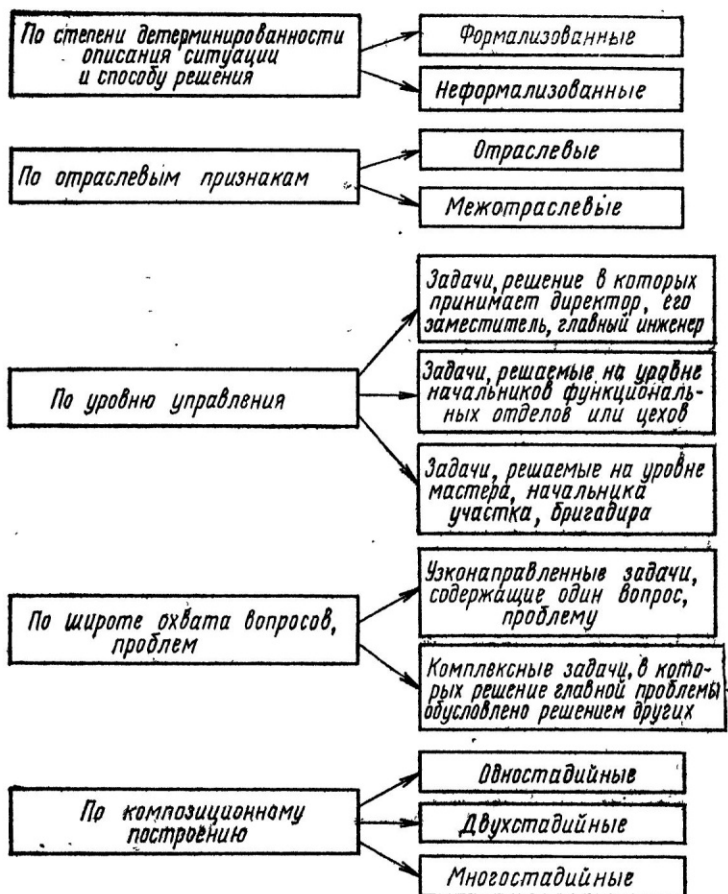 По степени детерминированности
описания ситуации
и способу решения
Формализованные
Неформализованные
По отраслевым признакам
Отраслевые
Межотраслевые
По уровню управления
Задачи, решение в которых
принимает директор, его
заместитель, главный инженер
Задачи, решаемые на уровне
начальников функциональ-
ных отделов или цехов
Задачи, решаемые на уровне
мастера, начальника
участка, бригадира
По широте охвата вопросов,
проблем
Узконаправленные задачи,
содержащие один вопрос,
проблему
Комплексные задачи, в кото-
рых решение главной проблемы
обусловлено решением других
По композиционному
построению
Одностадийные
Двухстадийные
Многостадийные